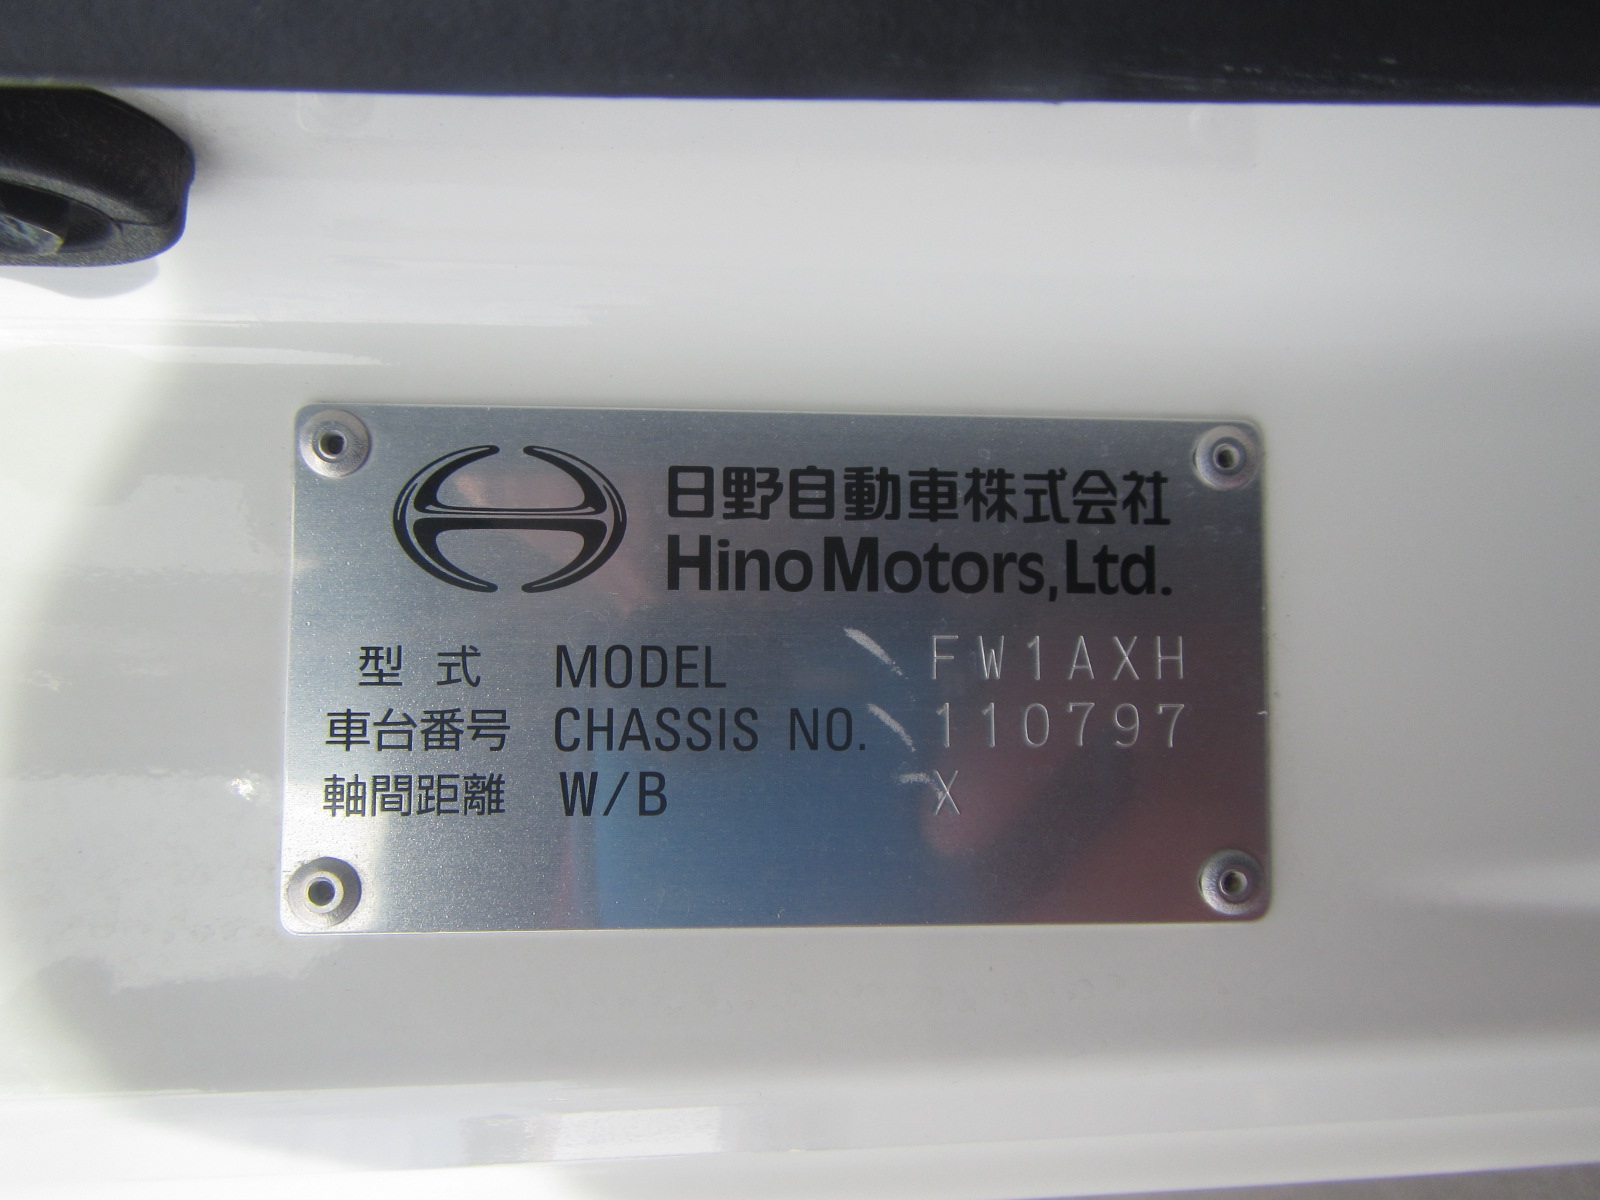 日野自動車株式会社
Hino Motors, Ltd.
型式 MODEL FW1AXH
車台番号 CHASSIS NO. 110797
軸間距離 W/B X